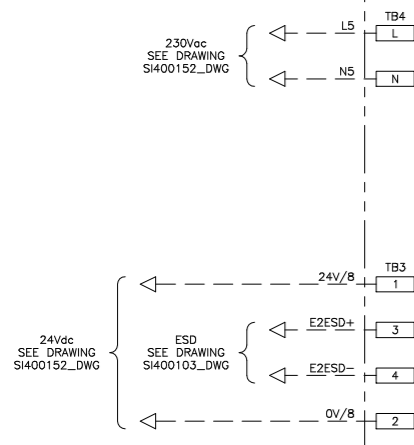 TB4
L5
L
230Vac
SEE DRAWING
SI400152_DWG
N5
N
TB3
24V/8
1
E2ESD+
3
24Vdc
SEE DRAWING
SI400152_DWG
ESD
SEE DRAWING
SI400103_DWG
E2ESD-
4
0V/8
2